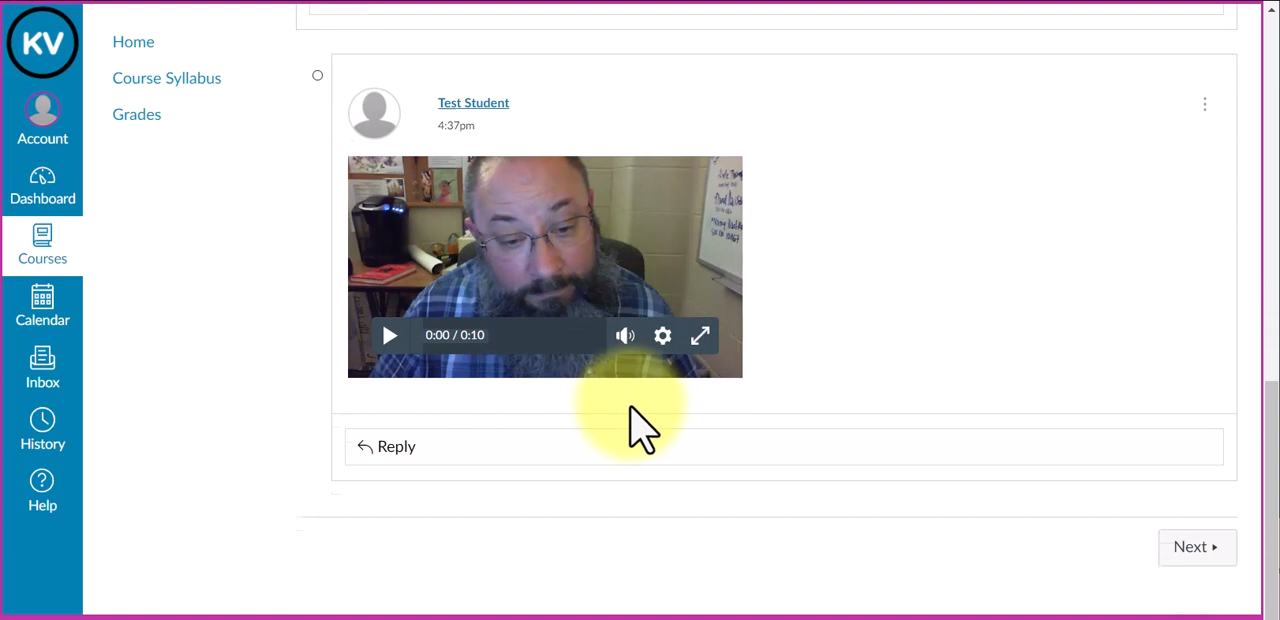 KV
Account
Dashboard
Courses
Calendar
Inbox
History
Help
Home
Course Syllabus
Grades
Test Student
4:37pm
0:00 / 0:10
Reply
Next